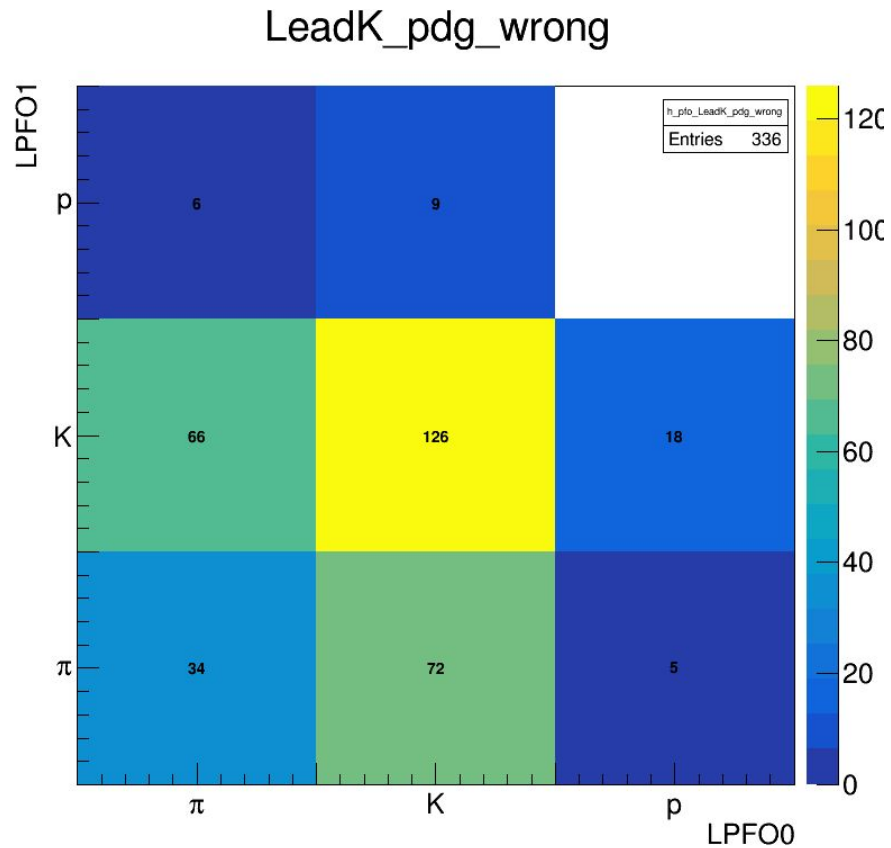 LeadK_pdg_wrong
LPFO1
h_pfo_LeadK_pdg_wrong
Entries 336
p
6
9
K
66
126
18
π
34
72
5
π
K
p
LPFO0
120
100
80
60
40
20
0